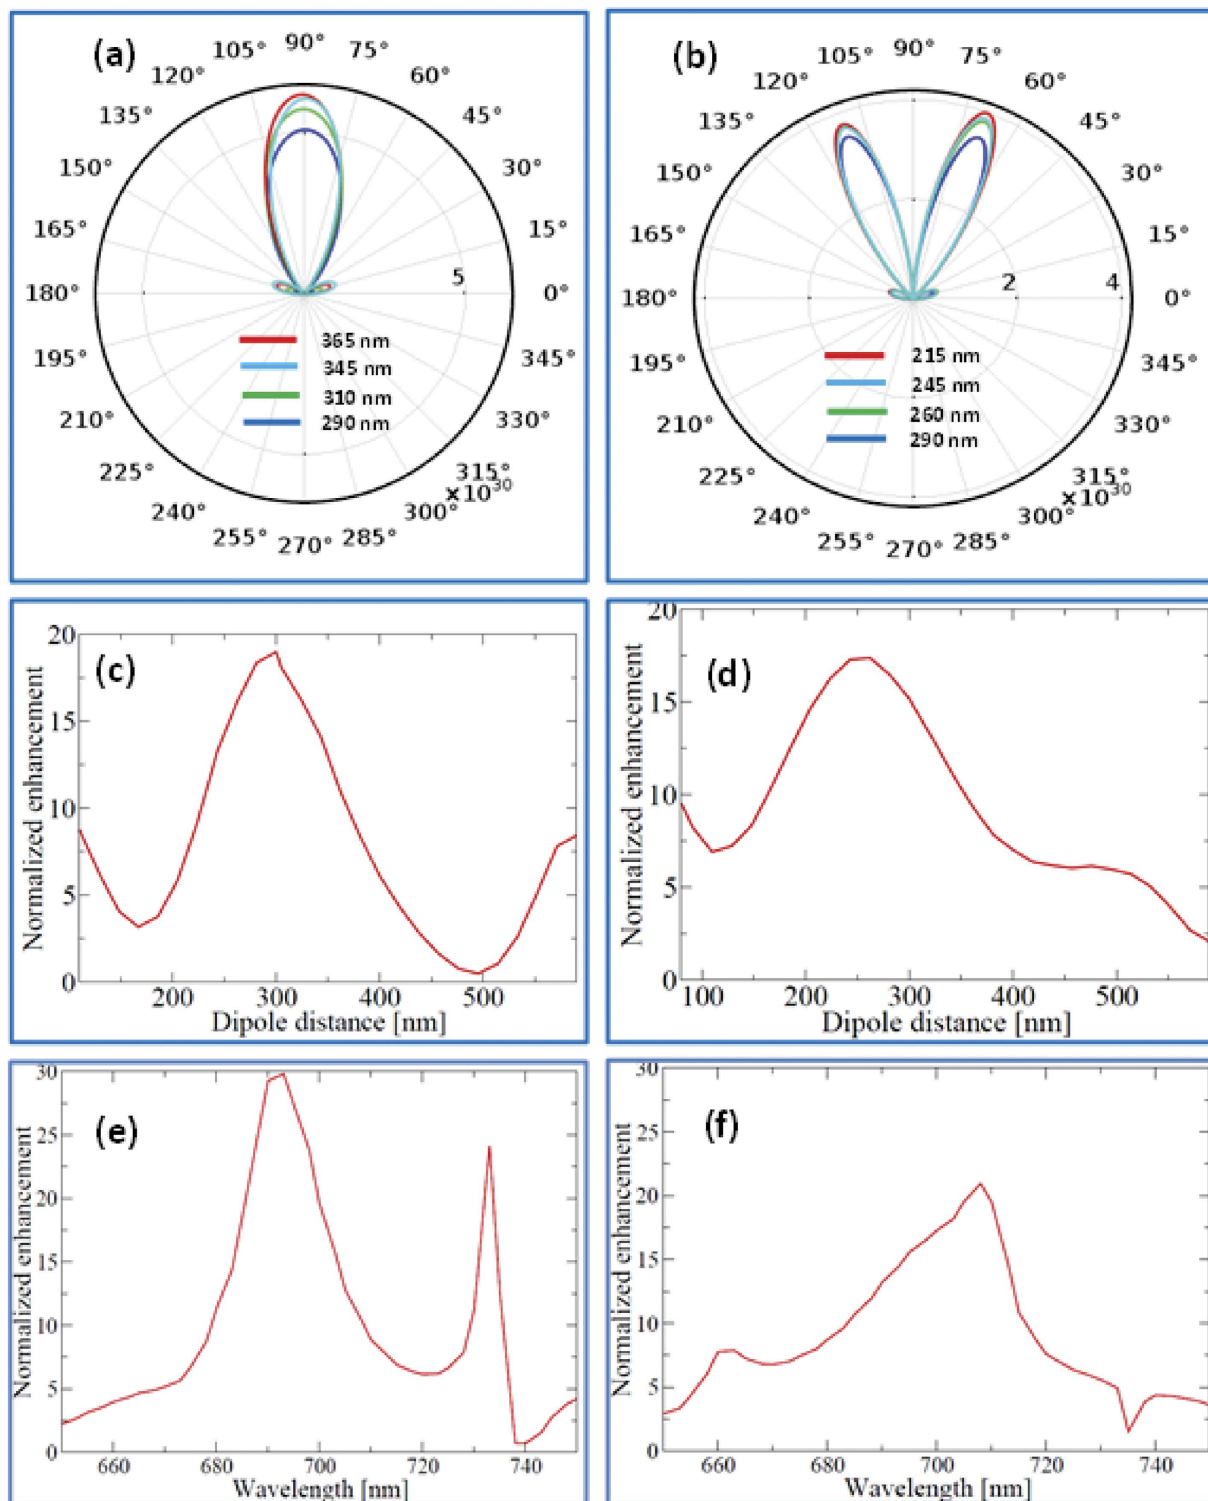 (a)
105° 90° 75°
120° 60°
135° 45°
150° 30°
165° 15°
5
180° 0°
365 nm
345 nm
310 nm
290 nm
195° 345°
210° 330°
225° 315°
×10^30
240° 300°
255° 270° 285°
(b)
105° 90° 75°
120° 60°
135° 45°
150° 30°
165° 15°
2 4
180° 0°
215 nm
245 nm
260 nm
290 nm
195° 345°
210° 330°
225° 315°
×10^30
240° 300°
255° 270° 285°
(c)
Normalized enhancement
20
15
10
5
0
200 300 400 500
Dipole distance [nm]
(d)
Normalized enhancement
20
15
10
5
0
100 200 300 400 500
Dipole distance [nm]
(e)
Normalized enhancement
30
25
20
15
10
5
0
660 680 700 720 740
Wavelength [nm]
(f)
Normalized enhancement
30
25
20
15
10
5
0
660 680 700 720 740
Wavelength [nm]